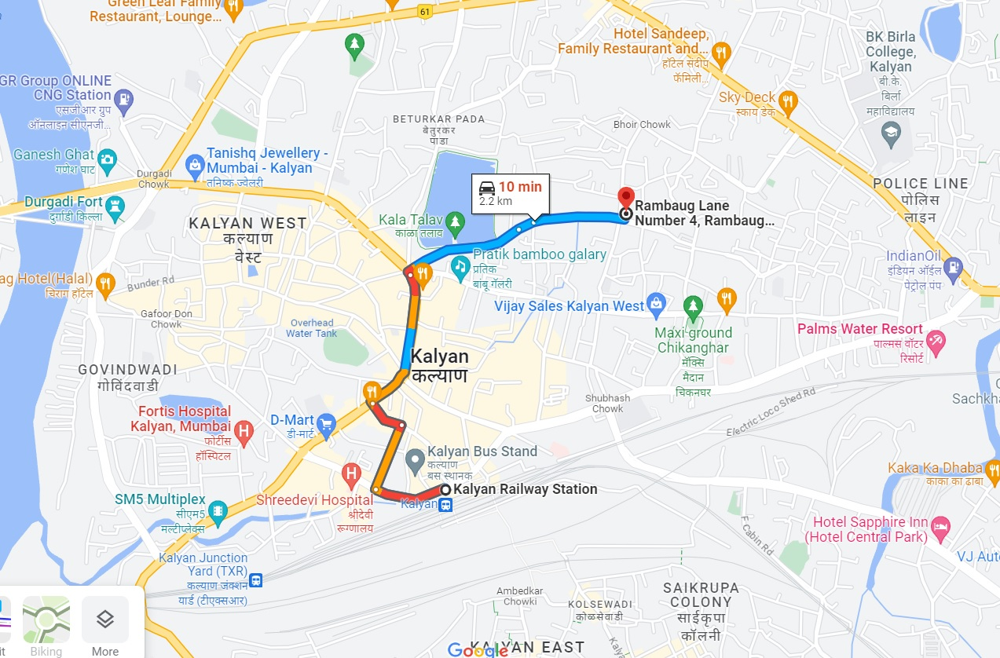 Green Leaf Family
Restaurant, Lounge...
61
Hotel Sandeep,
Family Restaurant and...
हॉटेल संदीप
फॅमिली...
BK Birla
College,
Kalyan
बी.के.
बिर्ला
महाविद्यालय
GR Group ONLINE
CNG Station
एसजीआर ग्रुप
ऑनलाइन सीएनजी...
Sky Deck
स्काय डेक
BETURKAR PADA
बेतुरकर
पाडा
Bhoir Chowk
Ganesh Ghat
गणेश घाट
Tanishq Jewellery -
Mumbai - Kalyan
तनिष्क ज्वेलरी
Durgadi
Chowk
10 min
2.2 km
POLICE LINE
पोलिस
लाइन
Durgadi Fort
दुर्गाडी किल्ला
Rambaug Lane
Number 4, Rambaug...
KALYAN WEST
कल्याण
वेस्ट
Kala Talav
काळा तलाव
Pratik bamboo galary
प्रतिक
बांबू गॅलरी
IndianOil
इंडियन ऑईल
पेट्रोल पंप
ag Hotel(Halal)
चिराग हॉटेल
Bunder Rd
Gafoor Don
Chowk
Vijay Sales Kalyan West
Overhead
Water Tank
Maxi ground
Chikanghar
मॅक्सि
मैदान
चिकनघर
Palms Water Resort
पाल्मस वॉटर
रिसोर्ट
Kalyan
कल्याण
GOVINDWADI
गोविंदवाडी
Shubhash
Chowk
Electric Loco Shed Rd
Sachkha
Fortis Hospital
Kalyan, Mumbai
फोर्टीस
हॉस्पिटल
D-Mart
डी-मार्ट
Kalyan Bus Stand
कल्याण
बस स्थानक
Kaka Ka Dhaba
काका का ढाबा
Kalyan Railway Station
Kalyan
Shreedevi Hospital
श्रीदेवी
रूग्णालय
SM5 Multiplex
सीएम5
मल्टीप्लेक्स
F Cabin Rd
Hotel Sapphire Inn
(Hotel Central Park)
VJ Aut
Kalyan Junction
Yard (TXR)
कल्याण जंक्शन
यार्ड (टीएक्सआर)
Ambedkar
Chowki
KOLSEWADI
कोळसेवाडी
SAIKRUPA
COLONY
साईकृपा
कॉलनी
it
Biking
More
Google
KALYAN EAST
Kalya